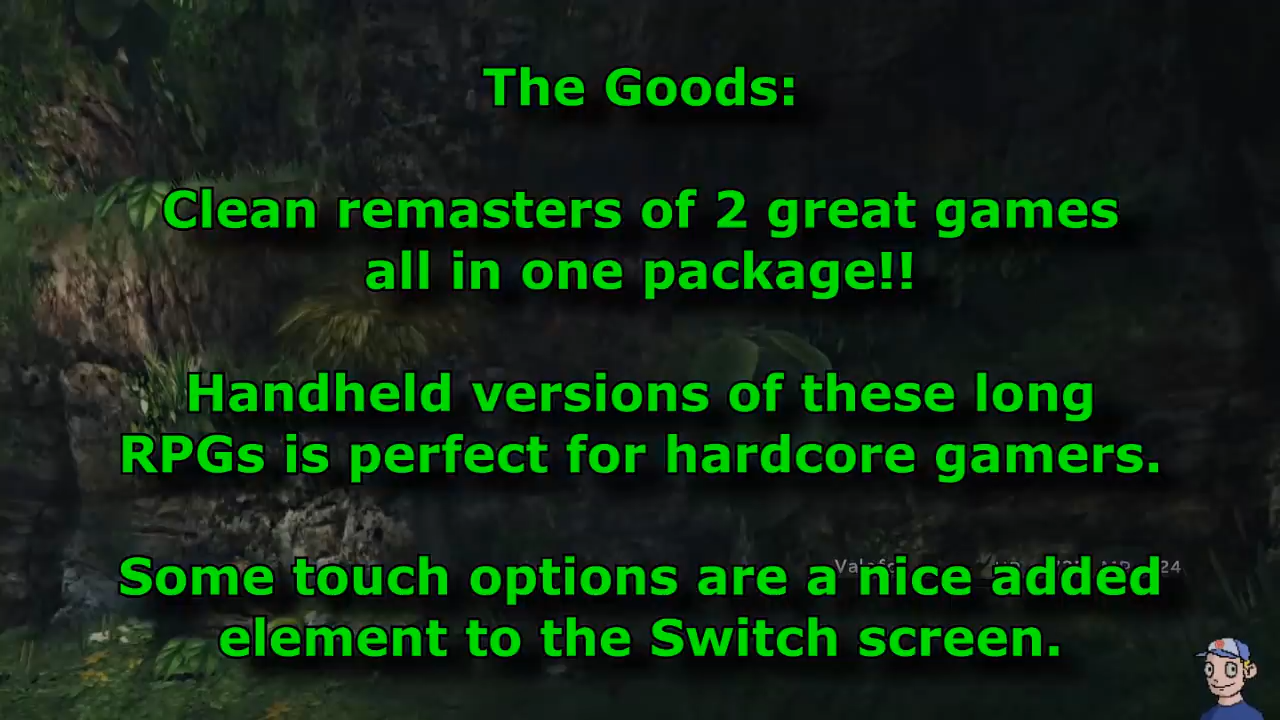 The Goods:
Clean remasters of 2 great games
all in one package!!
Handheld versions of these long
RPGs is perfect for hardcore gamers.
Some touch options are a nice added
element to the Switch screen.